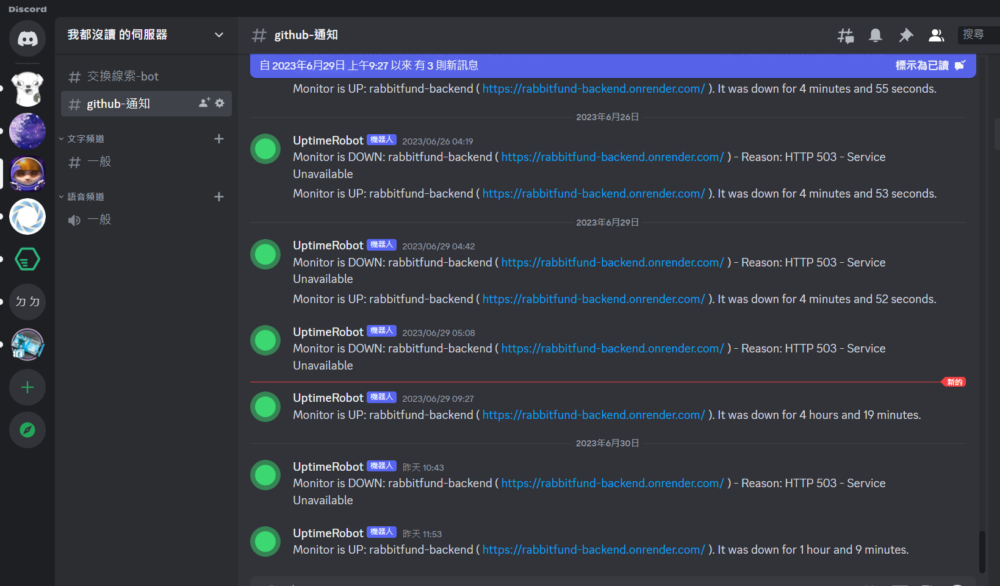 Discord
我都沒讀 的伺服器
github-通知
搜尋
交換線索-bot
github-通知
文字頻道
一般
語音頻道
一般
ㄉㄉ
自 2023年6月29日 上午9:27 以來 有 3 則新訊息
標示為已讀
Monitor is UP: rabbitfund-backend ( https://rabbitfund-backend.onrender.com/ ). It was down for 4 minutes and 55 seconds.
2023年6月26日
UptimeRobot 機器人 2023/06/26 04:19
Monitor is DOWN: rabbitfund-backend ( https://rabbitfund-backend.onrender.com/ ) - Reason: HTTP 503 - Service
Unavailable
Monitor is UP: rabbitfund-backend ( https://rabbitfund-backend.onrender.com/ ). It was down for 4 minutes and 53 seconds.
2023年6月29日
UptimeRobot 機器人 2023/06/29 04:42
Monitor is DOWN: rabbitfund-backend ( https://rabbitfund-backend.onrender.com/ ) - Reason: HTTP 503 - Service
Unavailable
Monitor is UP: rabbitfund-backend ( https://rabbitfund-backend.onrender.com/ ). It was down for 4 minutes and 52 seconds.
UptimeRobot 機器人 2023/06/29 05:08
Monitor is DOWN: rabbitfund-backend ( https://rabbitfund-backend.onrender.com/ ) - Reason: HTTP 503 - Service
Unavailable
新的
UptimeRobot 機器人 2023/06/29 09:27
Monitor is UP: rabbitfund-backend ( https://rabbitfund-backend.onrender.com/ ). It was down for 4 hours and 19 minutes.
2023年6月30日
UptimeRobot 機器人 昨天 10:43
Monitor is DOWN: rabbitfund-backend ( https://rabbitfund-backend.onrender.com/ ) - Reason: HTTP 503 - Service
Unavailable
UptimeRobot 機器人 昨天 11:53
Monitor is UP: rabbitfund-backend ( https://rabbitfund-backend.onrender.com/ ). It was down for 1 hour and 9 minutes.